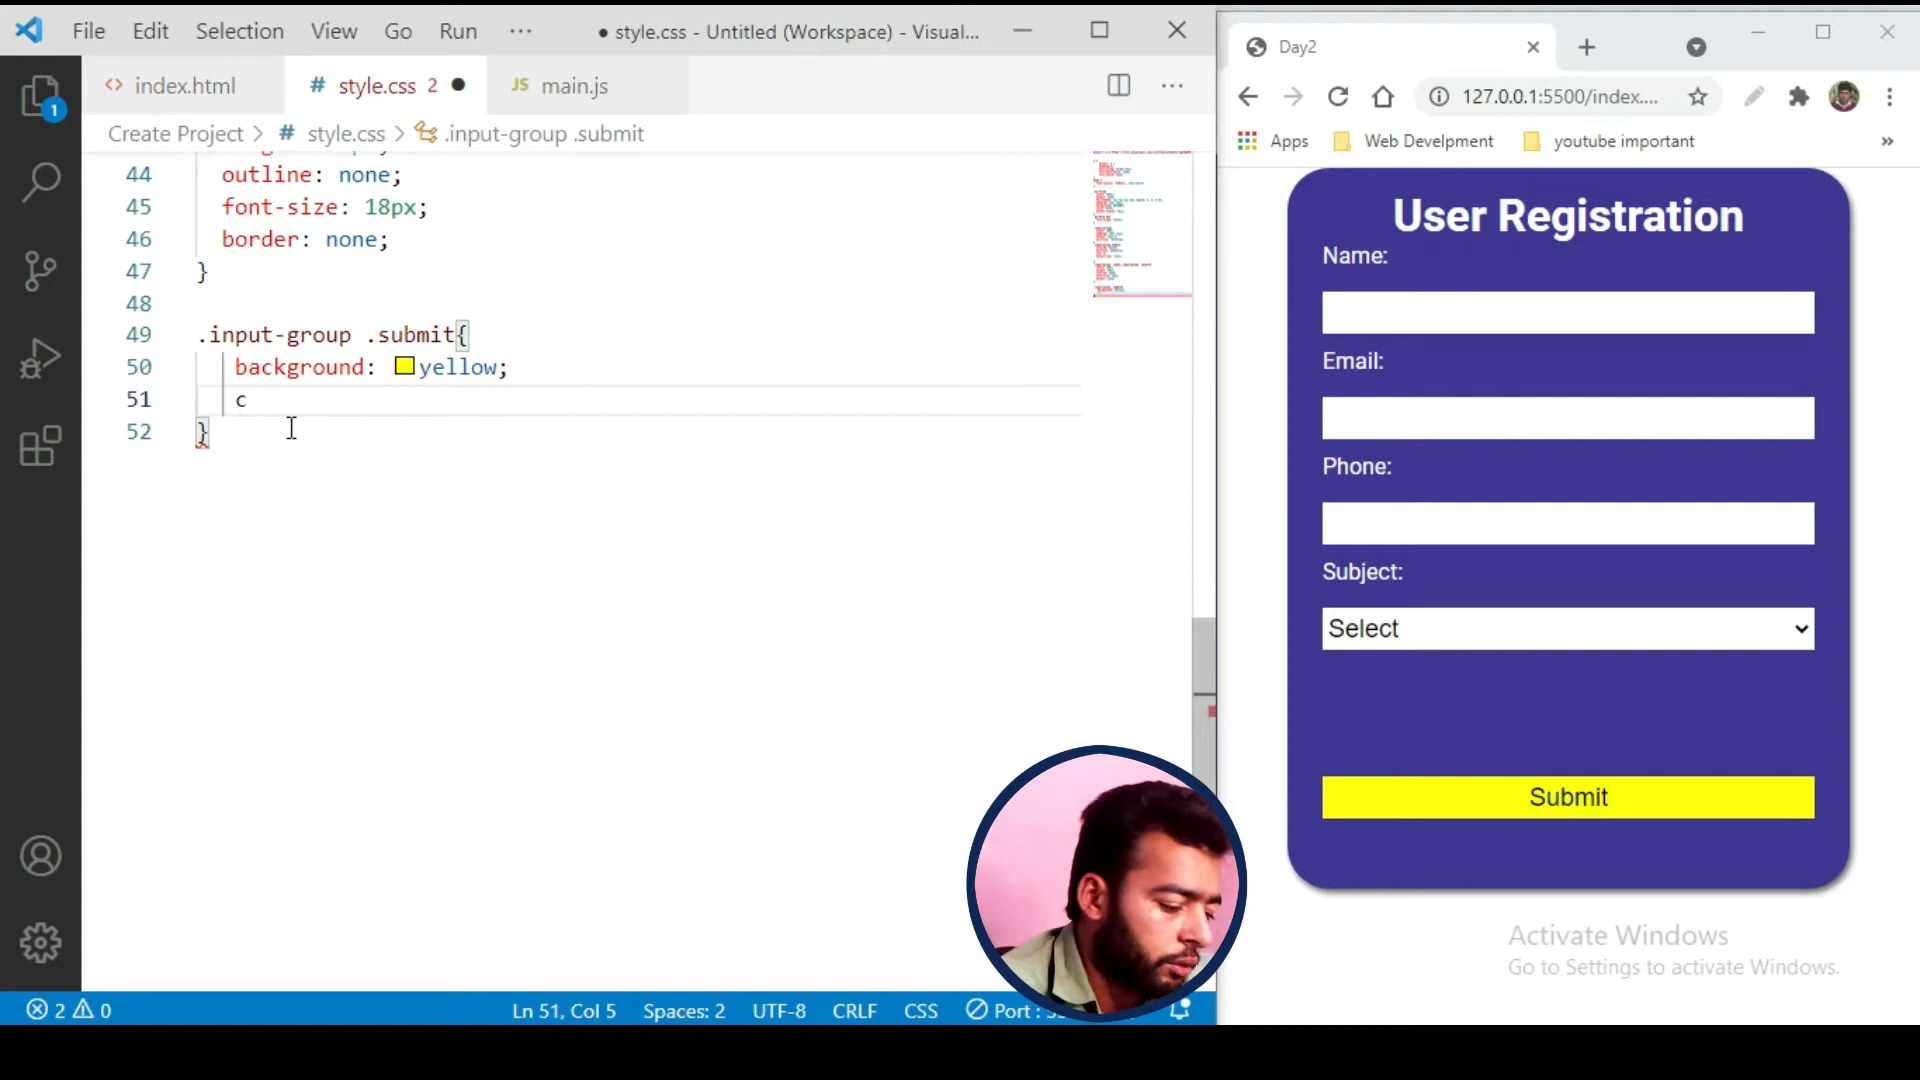 File Edit Selection View Go Run ··· ● style.css - Untitled (Workspace) - Visual...
index.html # style.css 2 ● JS main.js ···
Create Project > # style.css > .input-group .submit
44 outline: none;
45 font-size: 18px;
46 border: none;
47 }
48
49 .input-group .submit{
50 background: yellow;
51 c
52 }
2 0 Ln 51, Col 5 Spaces: 2 UTF-8 CRLF CSS Port :
1
Day2
127.0.0.1:5500/index....
Apps Web Develpment youtube important »
User Registration
Name:
Email:
Phone:
Subject:
Select
Submit
Activate Windows
Go to Settings to activate Windows.